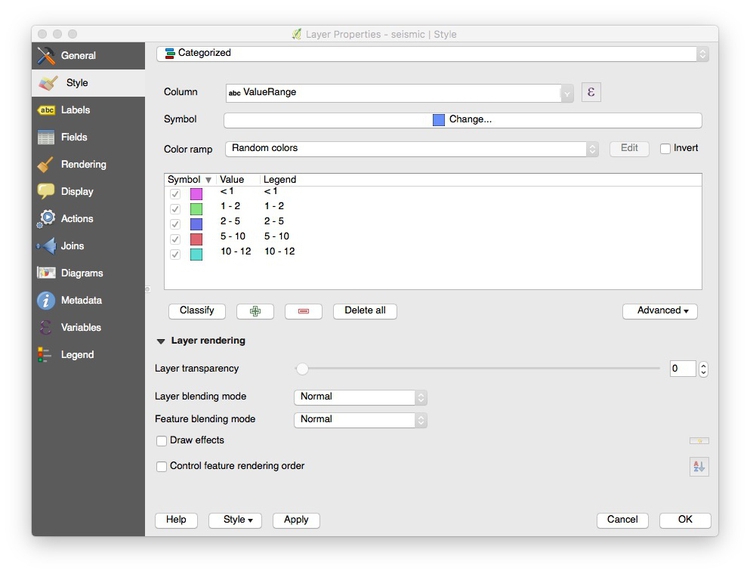 Layer Properties - seismic | Style
General
Style
Labels
Fields
Rendering
Display
Actions
Joins
Diagrams
Metadata
Variables
Legend
Categorized
Column abc ValueRange ε
Symbol Change...
Color ramp Random colors Edit Invert
Symbol Value Legend
< 1 < 1
1 - 2 1 - 2
2 - 5 2 - 5
5 - 10 5 - 10
10 - 12 10 - 12
Classify Delete all Advanced
Layer rendering
Layer transparency 0
Layer blending mode Normal
Feature blending mode Normal
Draw effects
Control feature rendering order
Help Style Apply Cancel OK